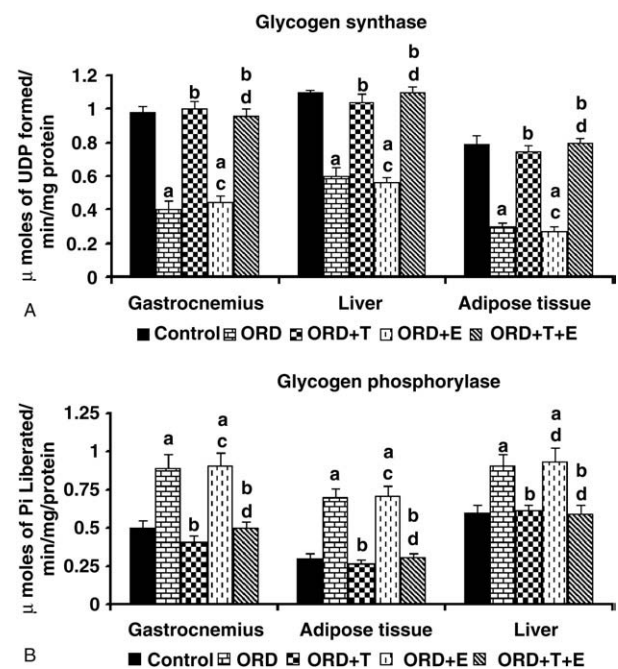 Glycogen synthase
μ moles of UDP formed/
min/mg protein
1.2
1
0.8
0.6
0.4
1.2
0
a
b
a
c
b
d
a
b
a
c
b
d
a
b
a
c
b
d
Gastrocnemius Liver Adipose tissue
A
Control ORD ORD+T ORD+E ORD+T+E
Glycogen phosphorylase
μ moles of Pi Liberated/
min/mg/protein
1.25
1
0.75
0.5
0.25
0
a
b
a
c
b
d
a
b
a
c
b
d
a
b
a
d
b
d
Gastrocnemius Adipose tissue Liver
B
Control ORD ORD+T ORD+E ORD+T+E